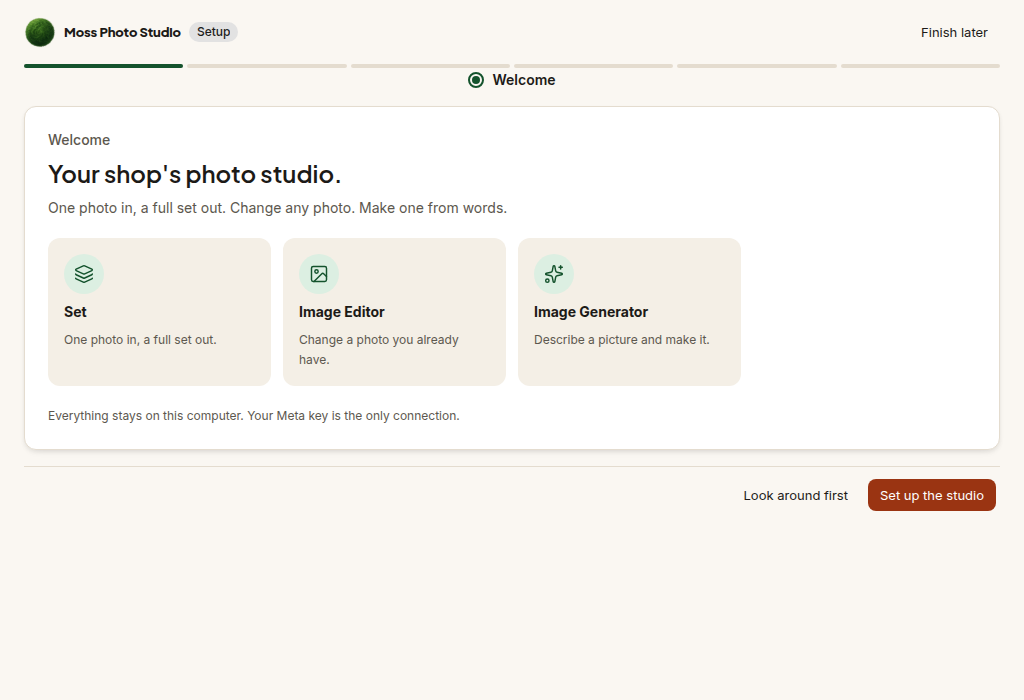 Moss Photo Studio
Setup
Finish later
Welcome
Welcome
Your shop's photo studio.
One photo in, a full set out. Change any photo. Make one from words.
Set
One photo in, a full set out.
Image Editor
Change a photo you already
have.
Image Generator
Describe a picture and make it.
Everything stays on this computer. Your Meta key is the only connection.
Look around first
Set up the studio